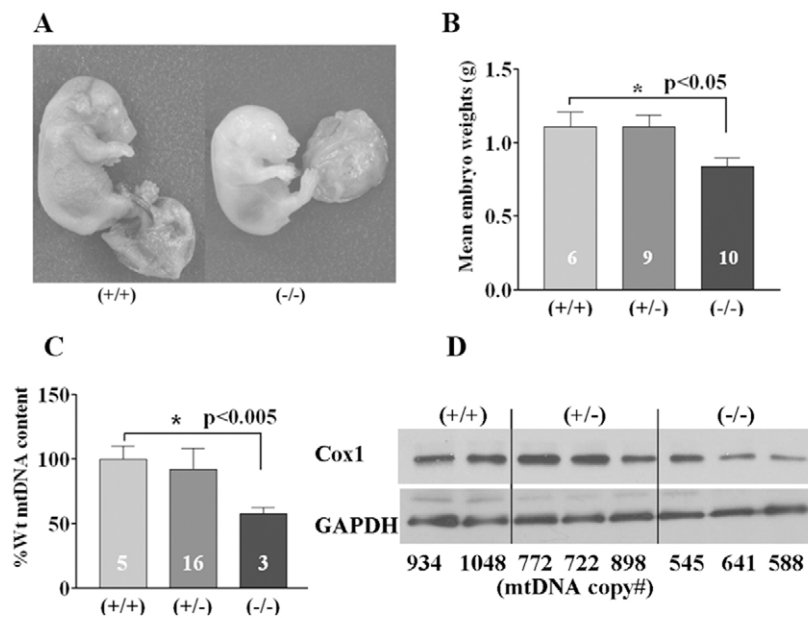 A
(+/+) (-/-)
B
Mean embryo weights (g)
1.5
1.0
0.5
0.0
* p<0.05
6 9 10
(+/+) (+/-) (-/-)
C
%Wt mtDNA content
150
100
50
0
* p<0.005
5 16 3
(+/+) (+/-) (-/-)
D
(+/+) (+/-) (-/-)
Cox1
GAPDH
934 1048 772 722 898 545 641 588
(mtDNA copy#)